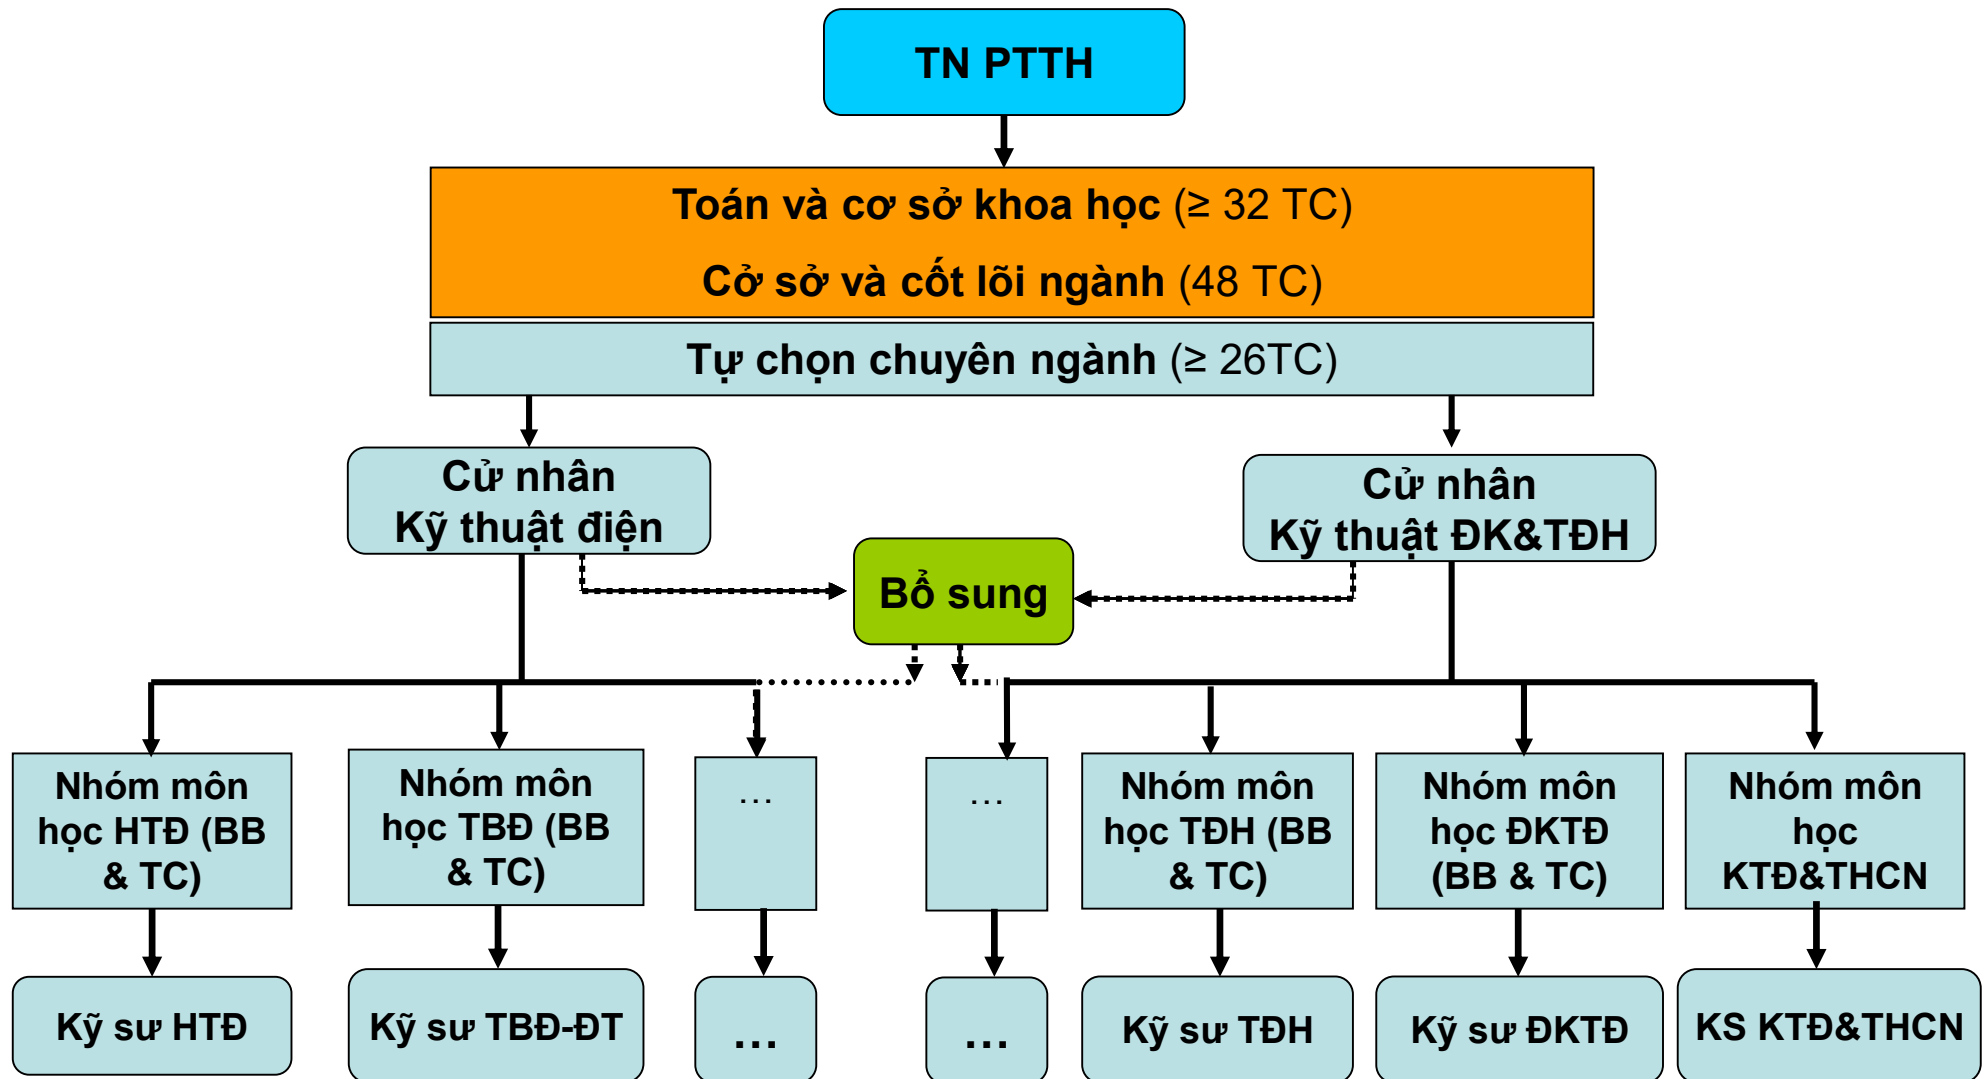 TN PTTH
Toán và cơ sở khoa học (≥ 32 TC)
Cở sở và cốt lõi ngành (48 TC)
Tự chọn chuyên ngành (≥ 26TC)
Cử nhân
Kỹ thuật điện
Cử nhân
Kỹ thuật ĐK&TĐH
Bổ sung
Nhóm môn
học HTĐ (BB
& TC)
Nhóm môn
học TBĐ (BB
& TC)
...
...
Nhóm môn
học TĐH (BB
& TC)
Nhóm môn
học ĐKTĐ
(BB & TC)
Nhóm môn
học
KTĐ&THCN
Kỹ sư HTĐ
Kỹ sư TBĐ-ĐT
...
...
Kỹ sư TĐH
Kỹ sư ĐKTĐ
KS KTĐ&THCN